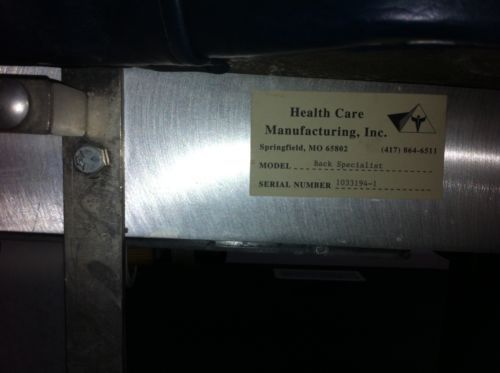 Health Care
Manufacturing, Inc.
Springfield, MO 65802 (417) 864-6511
MODEL Back Specialist
SERIAL NUMBER 1033194-1